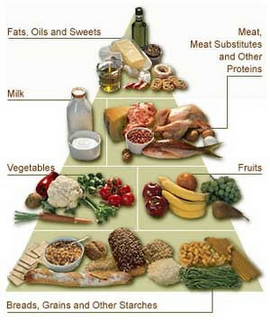 Fats, Oils and Sweets
Meat,
Meat Substitutes
and Other
Proteins
Milk
Vegetables
Fruits
Breads, Grains and Other Starches